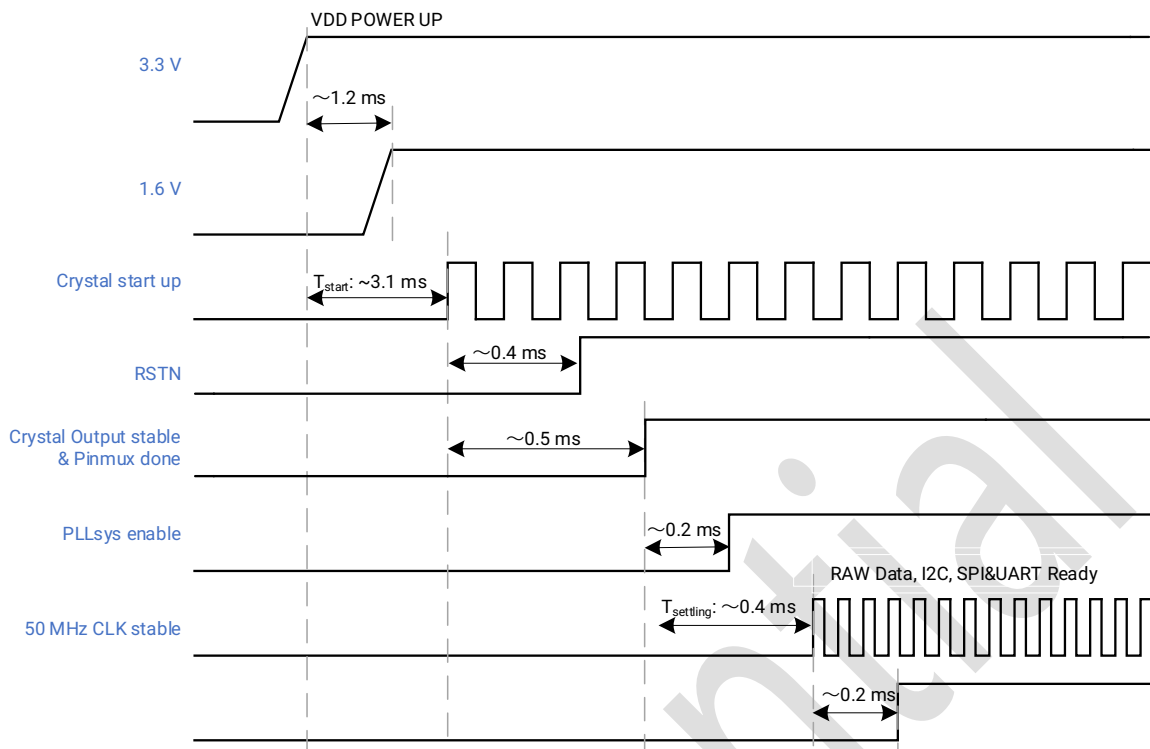 VDD POWER UP
3.3 V
~1.2 ms
1.6 V
Crystal start up
Tstart: ~3.1 ms
~0.4 ms
RSTN
Crystal Output stable
& Pinmux done
~0.5 ms
PLLsys enable
~0.2 ms
RAW Data, I2C, SPI&UART Ready
50 MHz CLK stable
Tsettling: ~0.4 ms
~0.2 ms
ntial